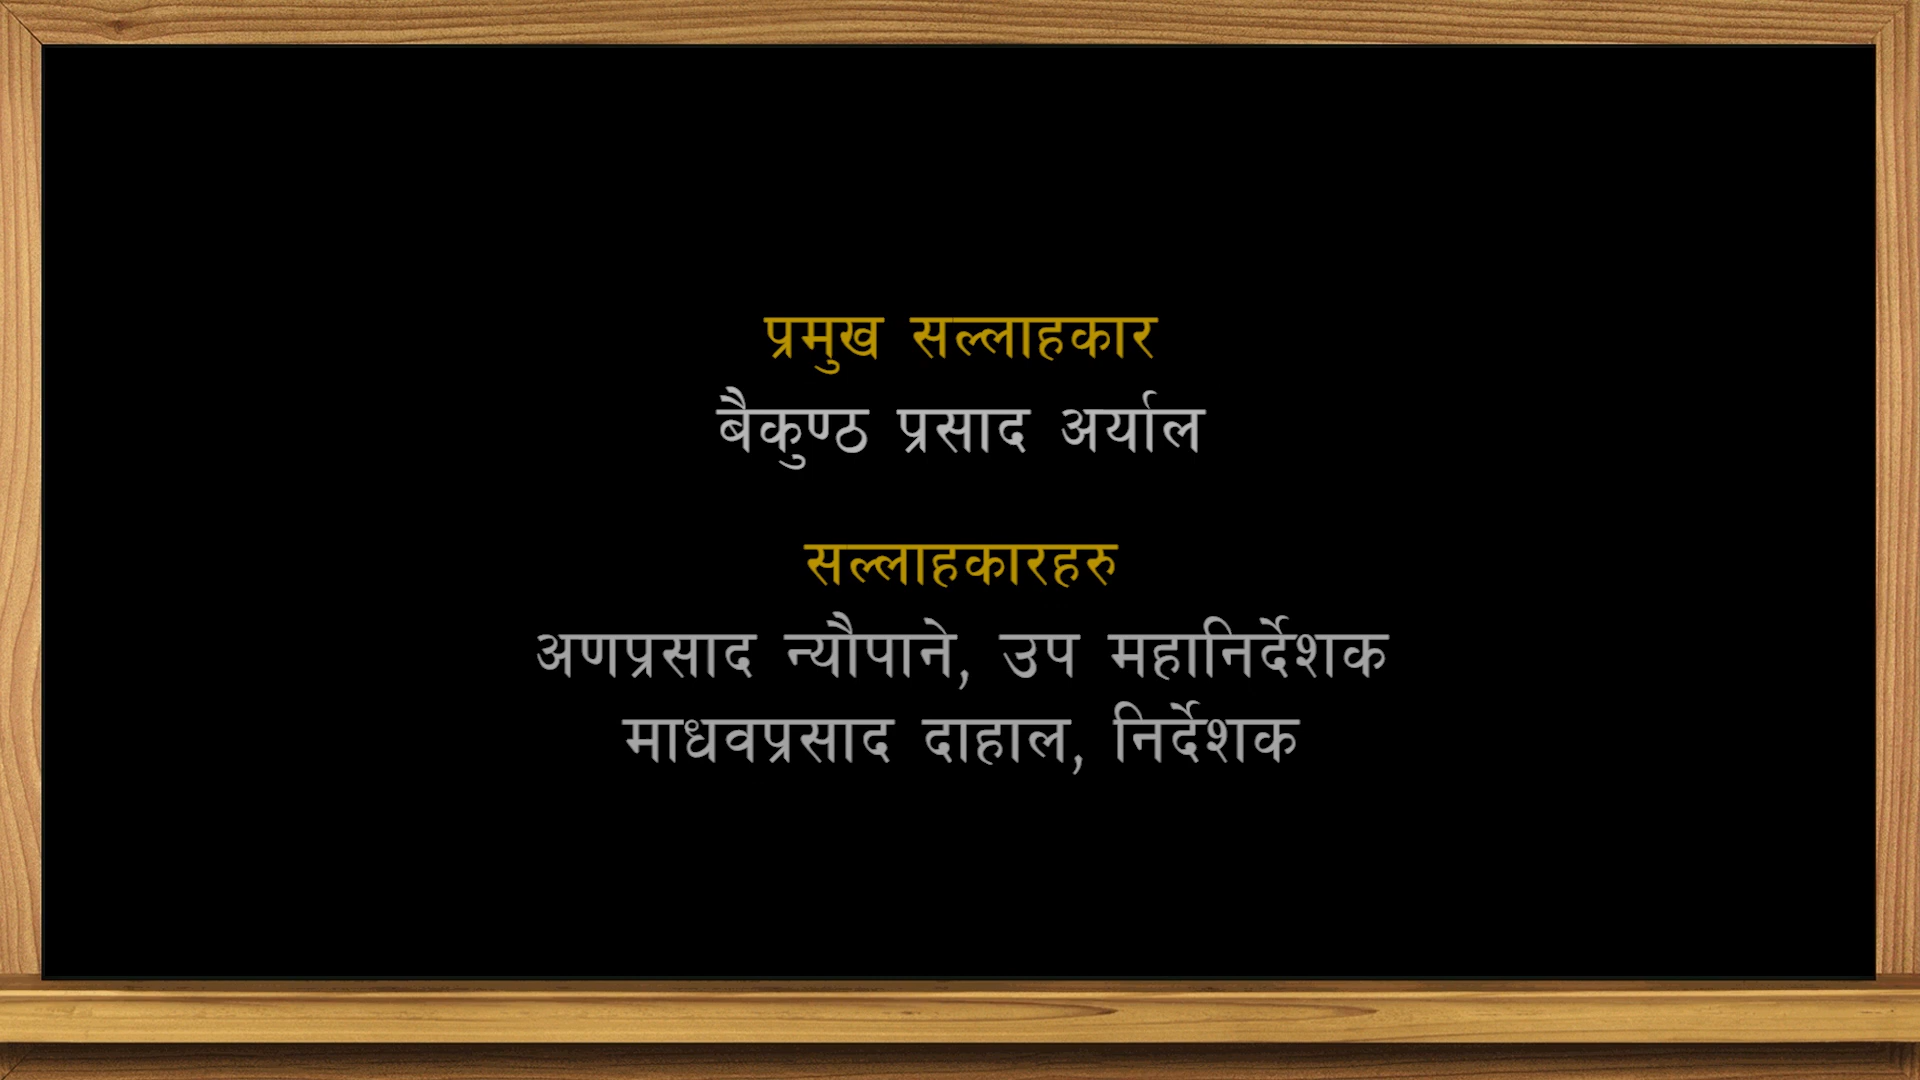 प्रमुख सल्लाहकार
बैकुण्ठ प्रसाद अर्याल
सल्लाहकारहरु
अणप्रसाद न्यौपाने, उप महानिर्देशक
माधवप्रसाद दाहाल, निर्देशक